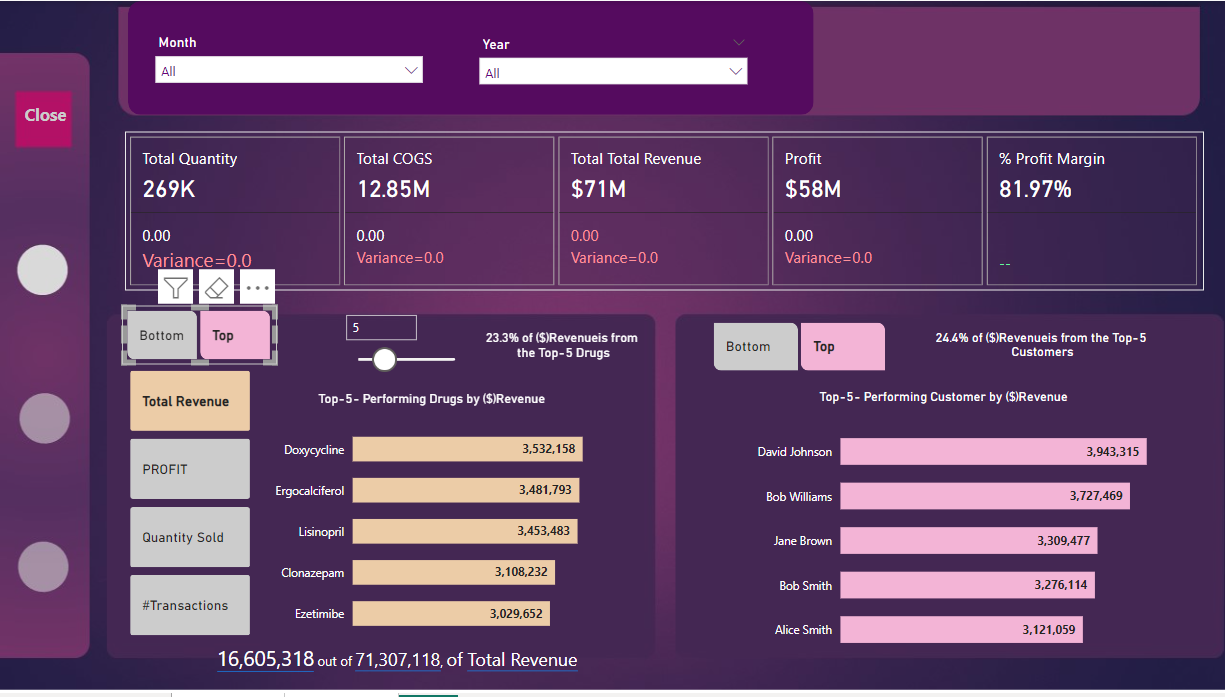 Month
Year
All
All
Close
Total Quantity
269K
0.00
Variance=0.0
Total COGS
12.85M
0.00
Variance=0.0
Total Total Revenue
$71M
0.00
Variance=0.0
Profit
$58M
0.00
Variance=0.0
% Profit Margin
81.97%
--
Bottom
Top
5
23.3% of ($)Revenueis from
the Top-5 Drugs
Total Revenue
PROFIT
Quantity Sold
#Transactions
Top-5- Performing Drugs by ($)Revenue
Doxycycline 3,532,158
Ergocalciferol 3,481,793
Lisinopril 3,453,483
Clonazepam 3,108,232
Ezetimibe 3,029,652
16,605,318 out of 71,307,118, of Total Revenue
Bottom
Top
24.4% of ($)Revenueis from the Top-5
Customers
Top-5- Performing Customer by ($)Revenue
David Johnson 3,943,315
Bob Williams 3,727,469
Jane Brown 3,309,477
Bob Smith 3,276,114
Alice Smith 3,121,059